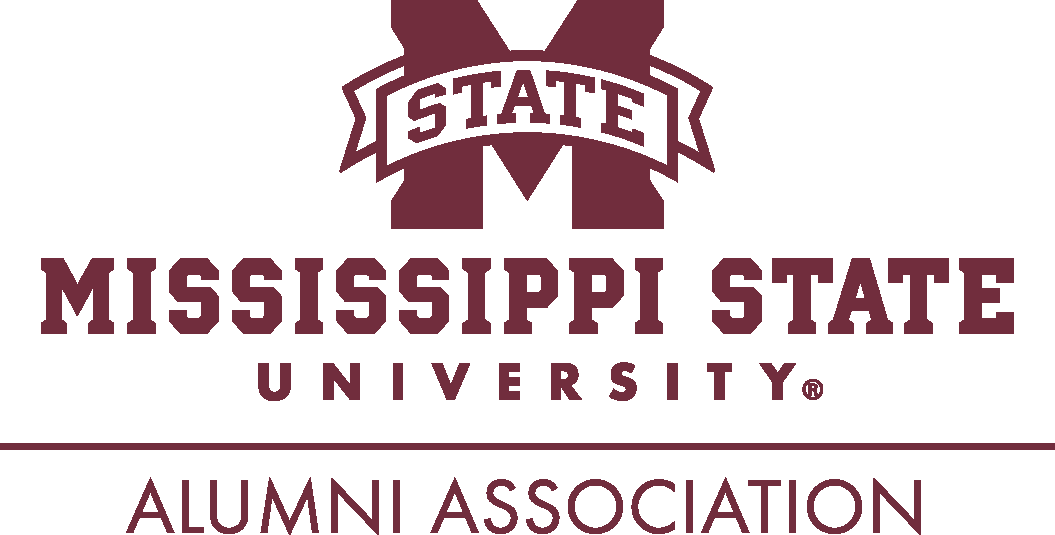 STATE
MISSISSIPPI STATE
UNIVERSITY®
ALUMNI ASSOCIATION